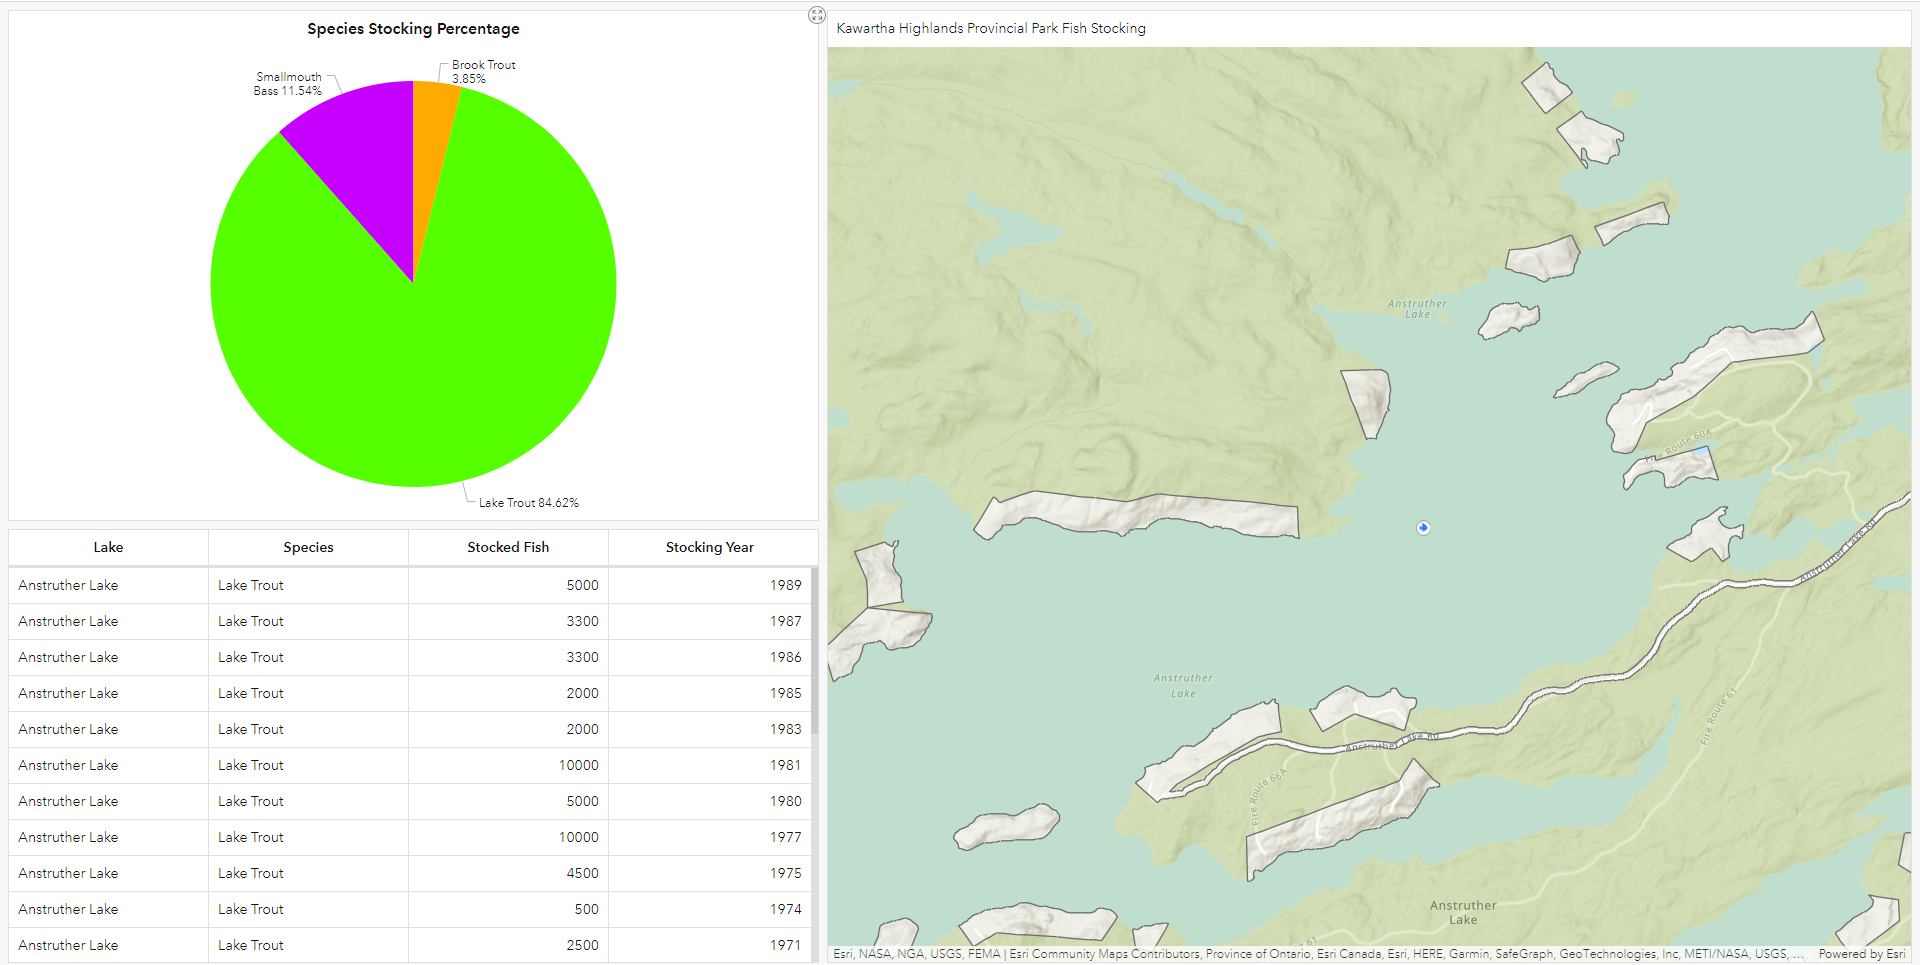 Species Stocking Percentage
Brook Trout
3.85%
Smallmouth
Bass 11.54%
Lake Trout 84.62%
Lake Species Stocked Fish Stocking Year
Anstruther Lake Lake Trout 5000 1989
Anstruther Lake Lake Trout 3300 1987
Anstruther Lake Lake Trout 3300 1986
Anstruther Lake Lake Trout 2000 1985
Anstruther Lake Lake Trout 2000 1983
Anstruther Lake Lake Trout 10000 1981
Anstruther Lake Lake Trout 5000 1980
Anstruther Lake Lake Trout 10000 1977
Anstruther Lake Lake Trout 4500 1975
Anstruther Lake Lake Trout 500 1974
Anstruther Lake Lake Trout 2500 1971
Kawartha Highlands Provincial Park Fish Stocking
Anstruther
Lake
Fire Route 60A
Anstruther Lake Rd
Anstruther
Lake
Fire Route 61
Anstruther Lake Rd
Fire Route 66A
Anstruther
Lake
61
Esri, NASA, NGA, USGS, FEMA | Esri Community Maps Contributors, Province of Ontario, Esri Canada, Esri, HERE, Garmin, SafeGraph, GeoTechnologies, Inc, METI/NASA, USGS, ... Powered by Esri